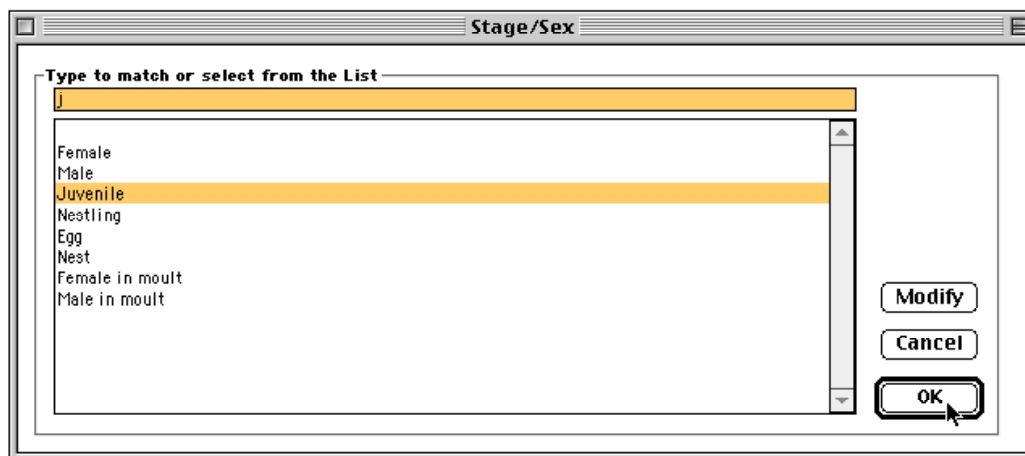 Stage/Sex
Type to match or select from the List
j
Female
Male
Juvenile
Nestling
Egg
Nest
Female in moult
Male in moult
Modify
Cancel
OK